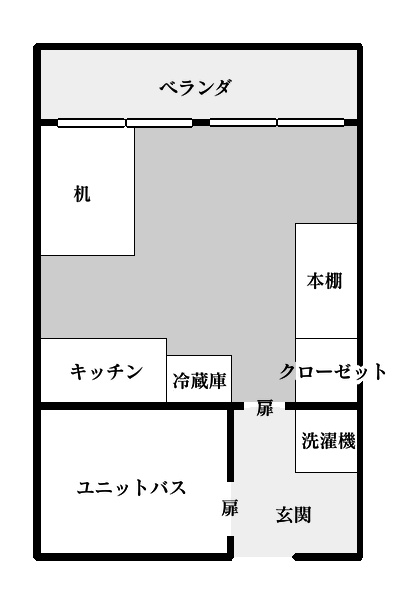 ベランダ
机
本棚
キッチン
冷蔵庫
クローゼット
扉
洗濯機
ユニットバス
扉
玄関